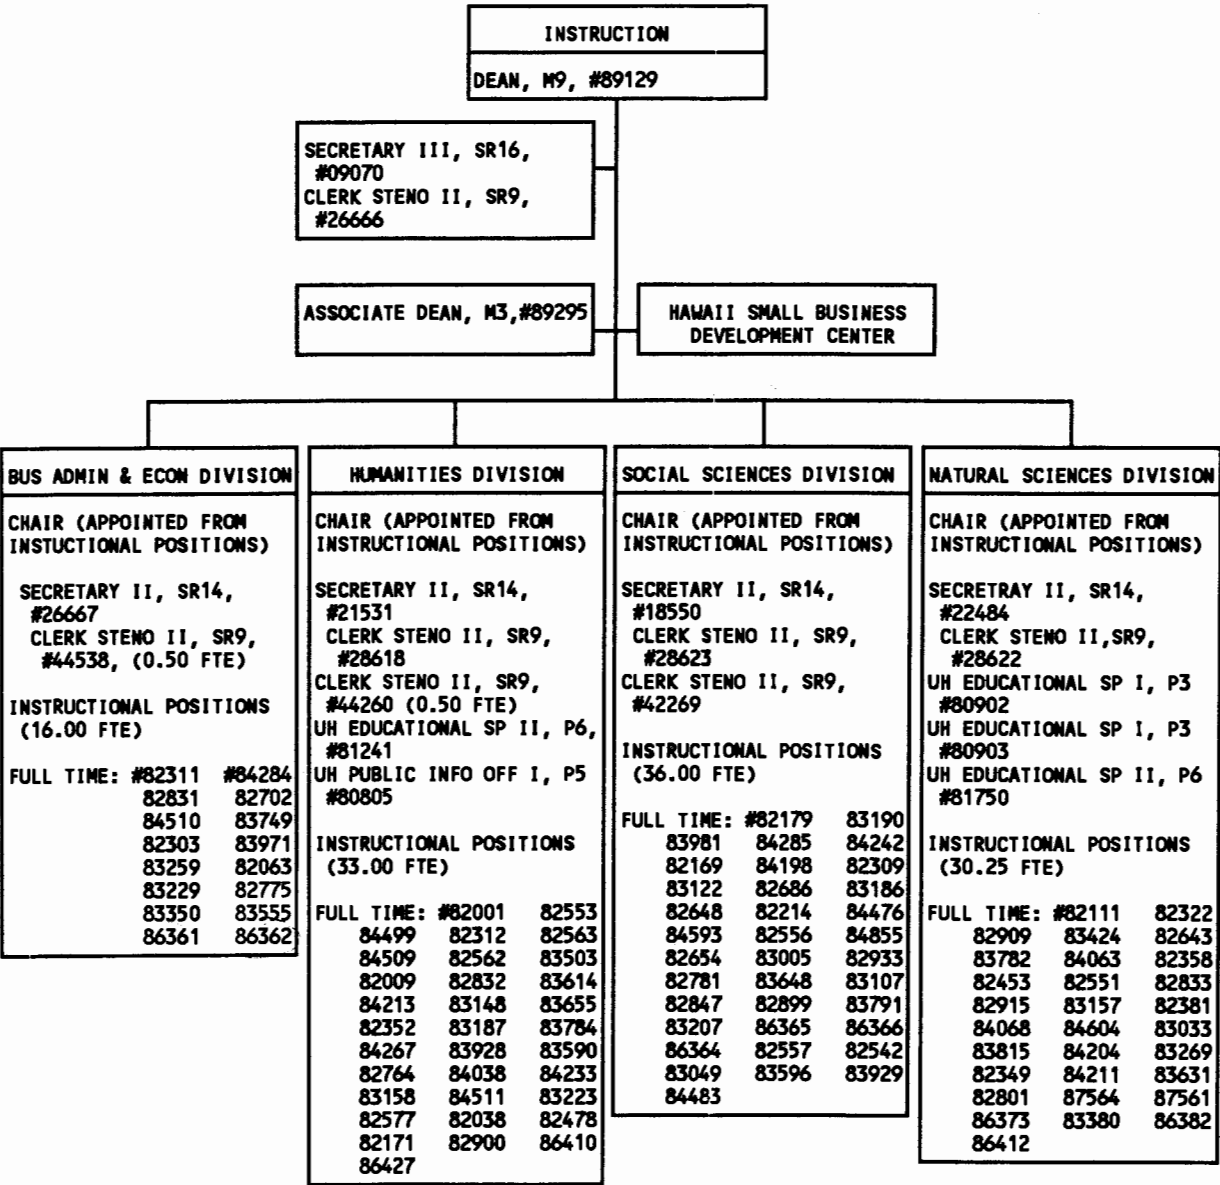 INSTRUCTION
DEAN, M9, #89129
SECRETARY III, SR16,
#09070
CLERK STENO II, SR9,
#26666
ASSOCIATE DEAN, M3,#89295
HAWAII SMALL BUSINESS
DEVELOPMENT CENTER
BUS ADMIN & ECON DIVISION
CHAIR (APPOINTED FROM
INSTUCTIONAL POSITIONS)
SECRETARY II, SR14,
#26667
CLERK STENO II, SR9,
#44538, (0.50 FTE)
INSTRUCTIONAL POSITIONS
(16.00 FTE)
FULL TIME: #82311 #84284
82831 82702
84510 83749
82303 83971
83259 82063
83229 82775
83350 83555
86361 86362
HUMANITIES DIVISION
CHAIR (APPOINTED FROM
INSTRUCTIONAL POSITIONS)
SECRETARY II, SR14,
#21531
CLERK STENO II, SR9,
#28618
CLERK STENO II, SR9,
#44260 (0.50 FTE)
UH EDUCATIONAL SP II, P6,
#81241
UH PUBLIC INFO OFF I, P5
#80805
INSTRUCTIONAL POSITIONS
(33.00 FTE)
FULL TIME: #82001 82553
84499 82312 82563
84509 82562 83503
82009 82832 83614
84213 83148 83655
82352 83187 83784
84267 83928 83590
82764 84038 84233
83158 84511 83223
82577 82038 82478
82171 82900 86410
86427
SOCIAL SCIENCES DIVISION
CHAIR (APPOINTED FROM
INSTRUCTIONAL POSITIONS)
SECRETARY II, SR14,
#18550
CLERK STENO II, SR9,
#28623
CLERK STENO II, SR9,
#42269
INSTRUCTIONAL POSITIONS
(36.00 FTE)
FULL TIME: #82179 83190
83981 84285 84242
82169 84198 82309
83122 82686 83186
82648 82214 84476
84593 82556 84855
82654 83005 82933
82781 83648 83107
82847 82899 83791
83207 86365 86366
86364 82557 82542
83049 83596 83929
84483
NATURAL SCIENCES DIVISION
CHAIR (APPOINTED FROM
INSTRUCTIONAL POSITIONS)
SECRETRAY II, SR14,
#22484
CLERK STENO II,SR9,
#28622
UH EDUCATIONAL SP I, P3
#80902
UH EDUCATIONAL SP I, P3
#80903
UH EDUCATIONAL SP II, P6
#81750
INSTRUCTIONAL POSITIONS
(30.25 FTE)
FULL TIME: #82111 82322
82909 83424 82643
83782 84063 82358
82453 82551 82833
82915 83157 82381
84068 84604 83033
83815 84204 83269
82349 84211 83631
82801 87564 87561
86373 83380 86382
86412